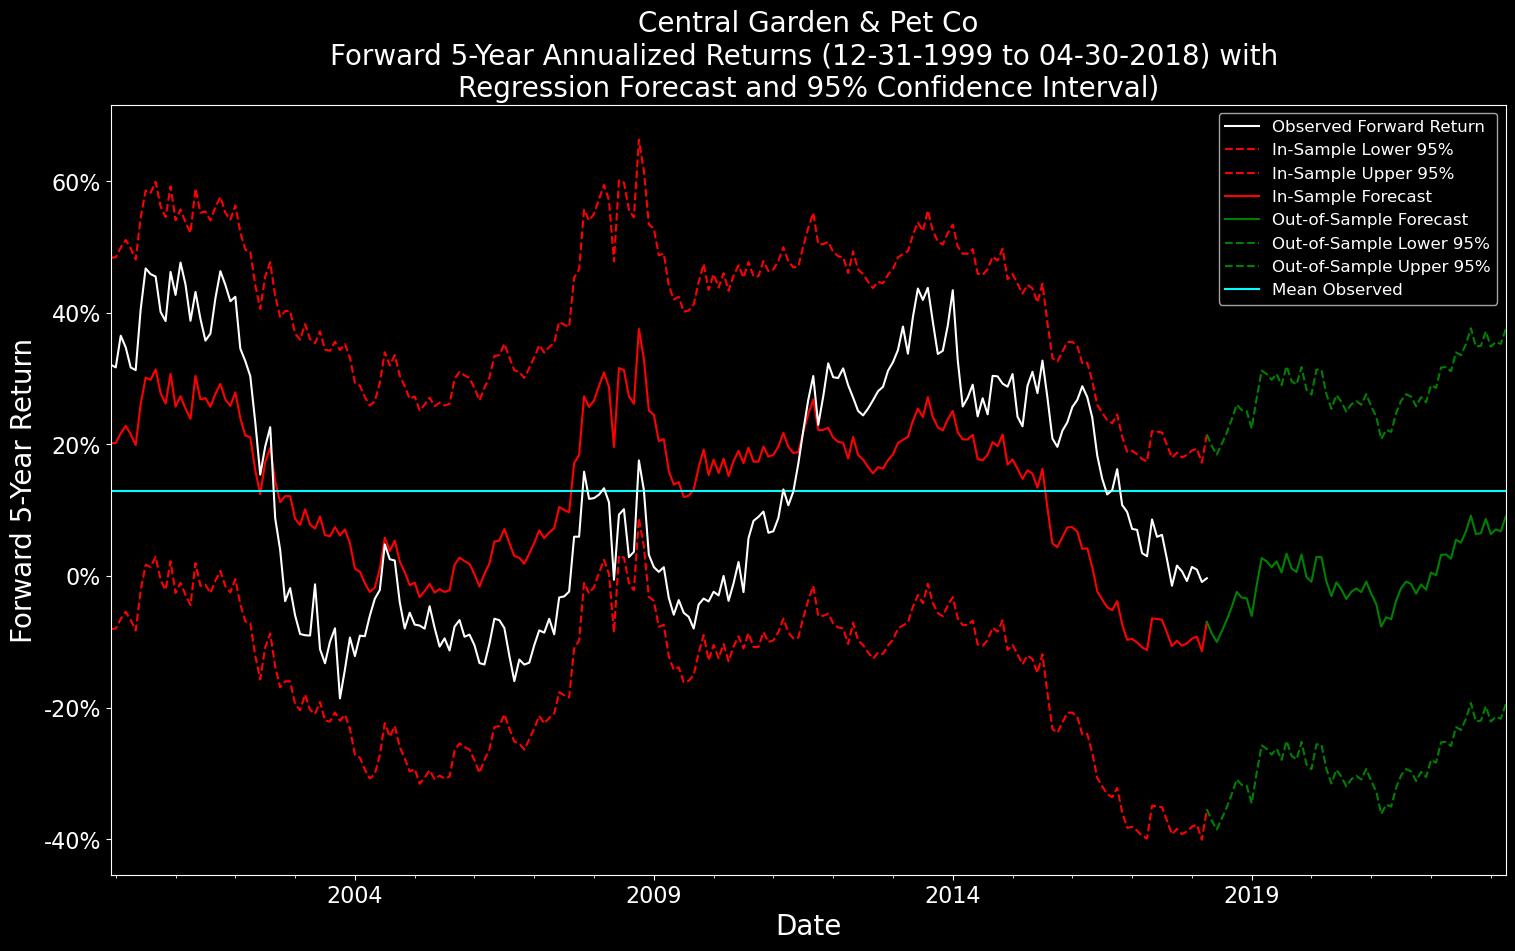 Central Garden & Pet Co
Forward 5-Year Annualized Returns (12-31-1999 to 04-30-2018) with
Regression Forecast and 95% Confidence Interval)
Observed Forward Return
In-Sample Lower 95%
In-Sample Upper 95%
In-Sample Forecast
Out-of-Sample Forecast
Out-of-Sample Lower 95%
Out-of-Sample Upper 95%
Mean Observed
Forward 5-Year Return
60%
40%
20%
0%
-20%
-40%
2004
2009
2014
2019
Date